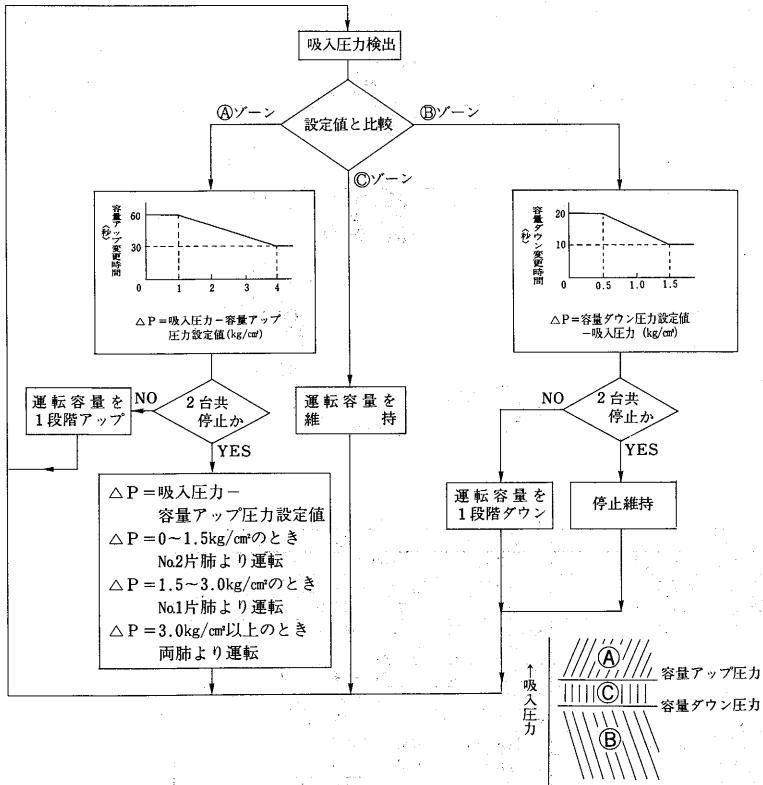 吸入圧力検出
設定値と比較
Ⓐゾーン
Ⓑゾーン
Ⓒゾーン
容量アップ変更時間
(秒)
60
30
0 1 2 3 4
△P=吸入圧力-容量アップ
圧力設定値(kg/c㎡)
容量ダウン変更時間
(秒)
20
10
0 0.5 1.0 1.5
△P=容量ダウン圧力設定値
-吸入圧力 (kg/c㎡)
2台共
停止か
NO
YES
運転容量を
1段階アップ
運転容量を
維持
2台共
停止か
NO
YES
△P=吸入圧力-
容量アップ圧力設定値
△P=0~1.5kg/c㎡のとき
No.2片肺より運転
△P=1.5~3.0kg/c㎡のとき
No.1片肺より運転
△P=3.0kg/c㎡以上のとき
両肺より運転
運転容量を
1段階ダウン
停止維持
↑吸入圧力
Ⓐ
容量アップ圧力
Ⓒ
容量ダウン圧力
Ⓑ